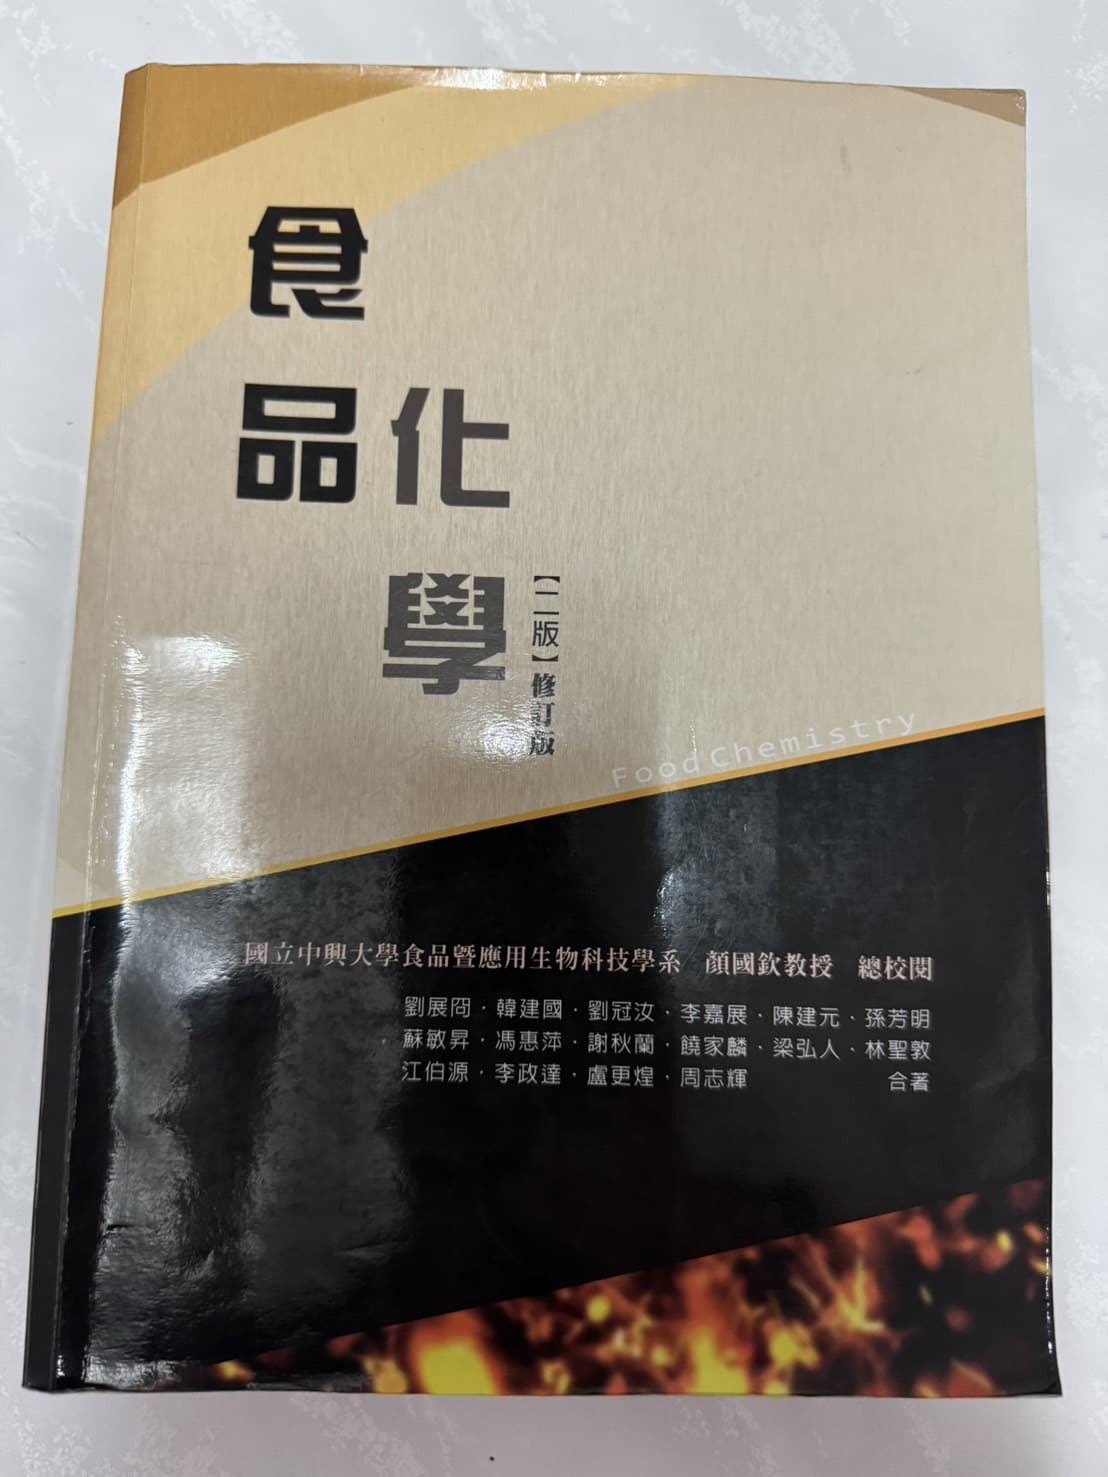 食品
化學
【二版】修訂版
Food Chemistry
國立中興大學食品暨應用生物科技學系 顏國欽教授 總校閱
劉展冏・韓建國・劉冠汝・李嘉展・陳建元・孫芳明
蘇敏昇・馮惠萍・謝秋蘭・饒家麟・梁弘人・林聖敦
江伯源・李政達・盧更煌・周志輝 合著